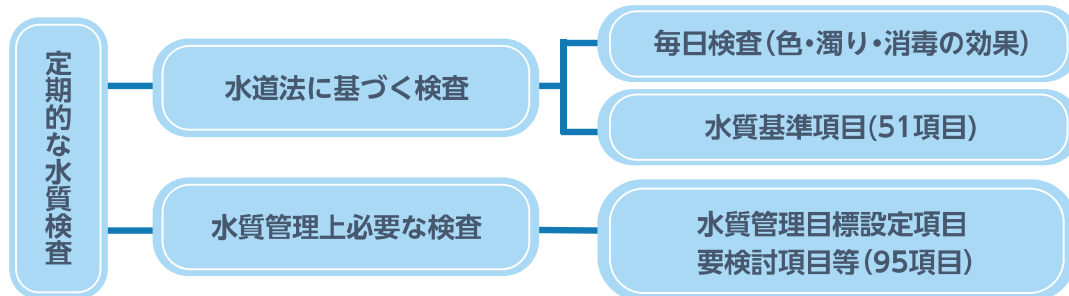 定期的な水質検査
水道法に基づく検査
毎日検査(色・濁り・消毒の効果)
水質基準項目(51項目)
水質管理上必要な検査
水質管理目標設定項目
要検討項目等(95項目)